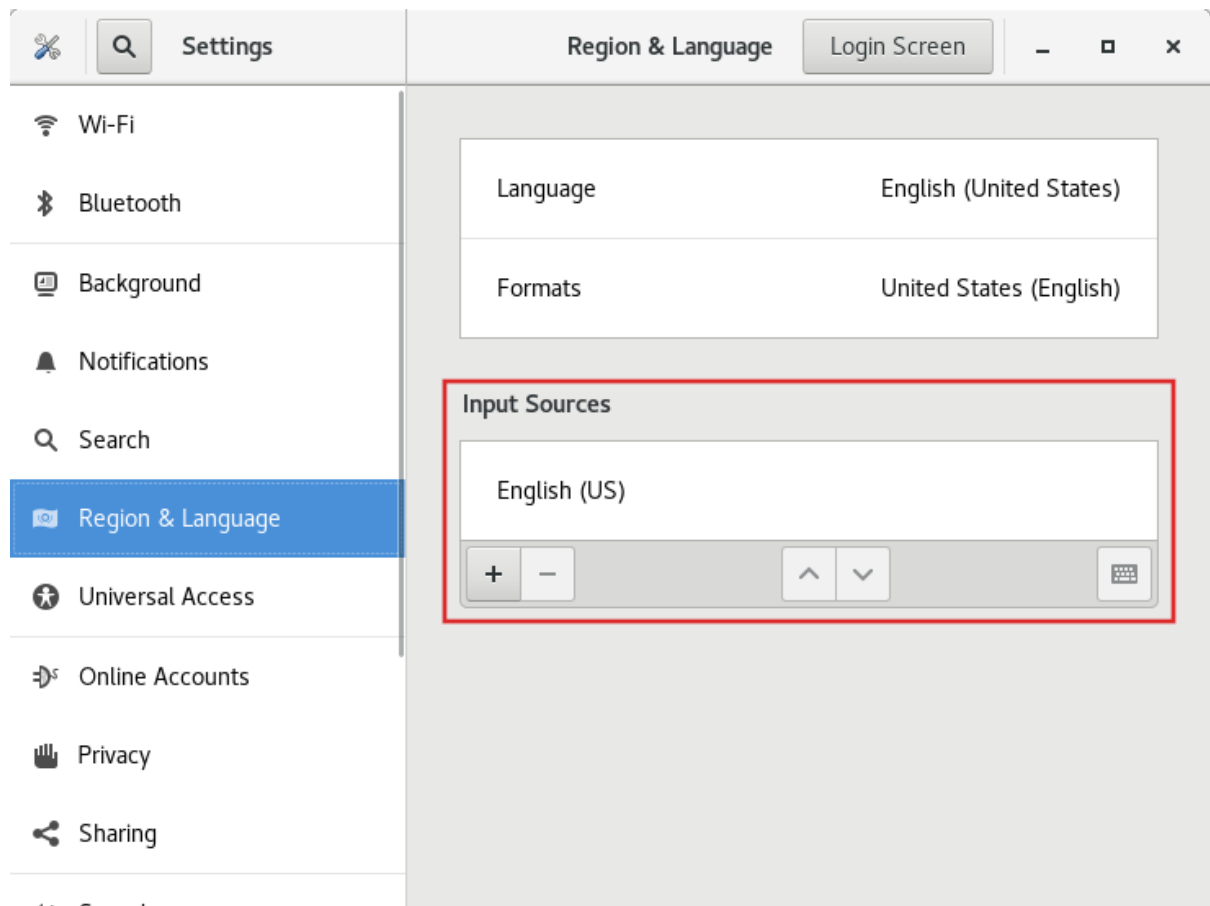 Settings
Region & Language
Login Screen
Wi-Fi
Bluetooth
Background
Notifications
Search
Region & Language
Universal Access
Online Accounts
Privacy
Sharing
Language
English (United States)
Formats
United States (English)
Input Sources
English (US)